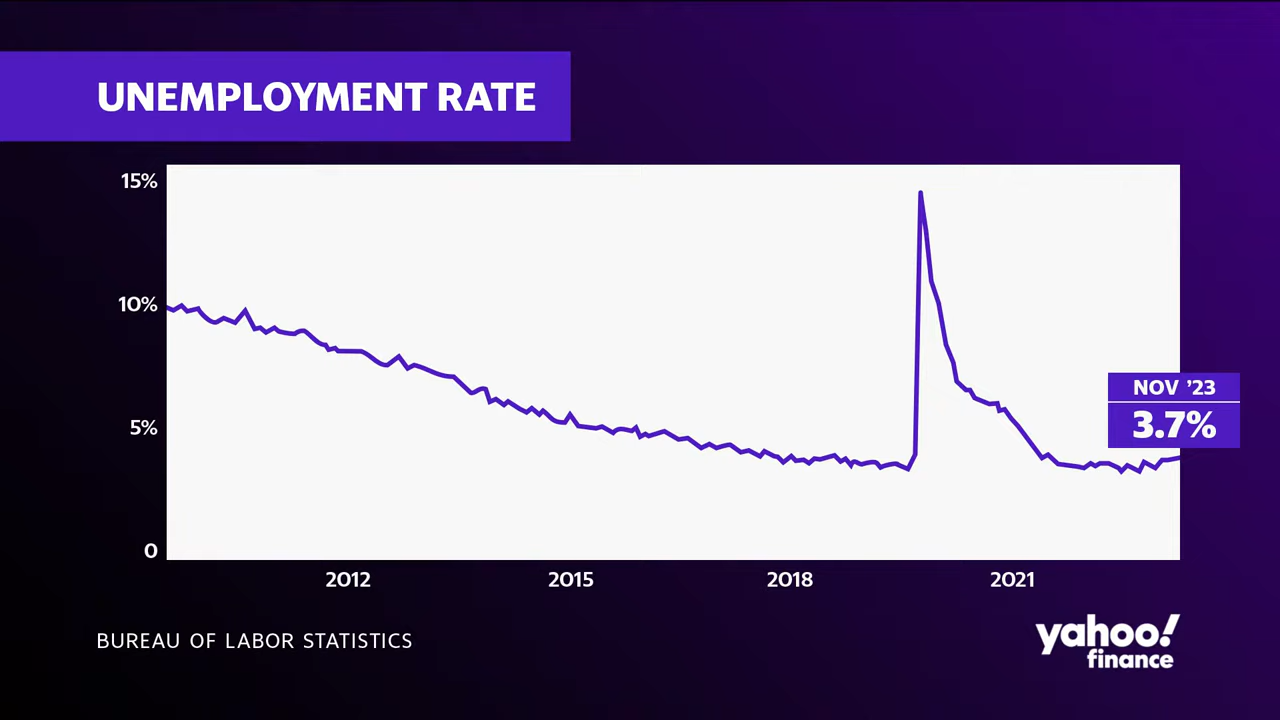 UNEMPLOYMENT RATE
15%
10%
5%
0
NOV ’23
3.7%
2012 2015 2018 2021
BUREAU OF LABOR STATISTICS
yahoo!
finance